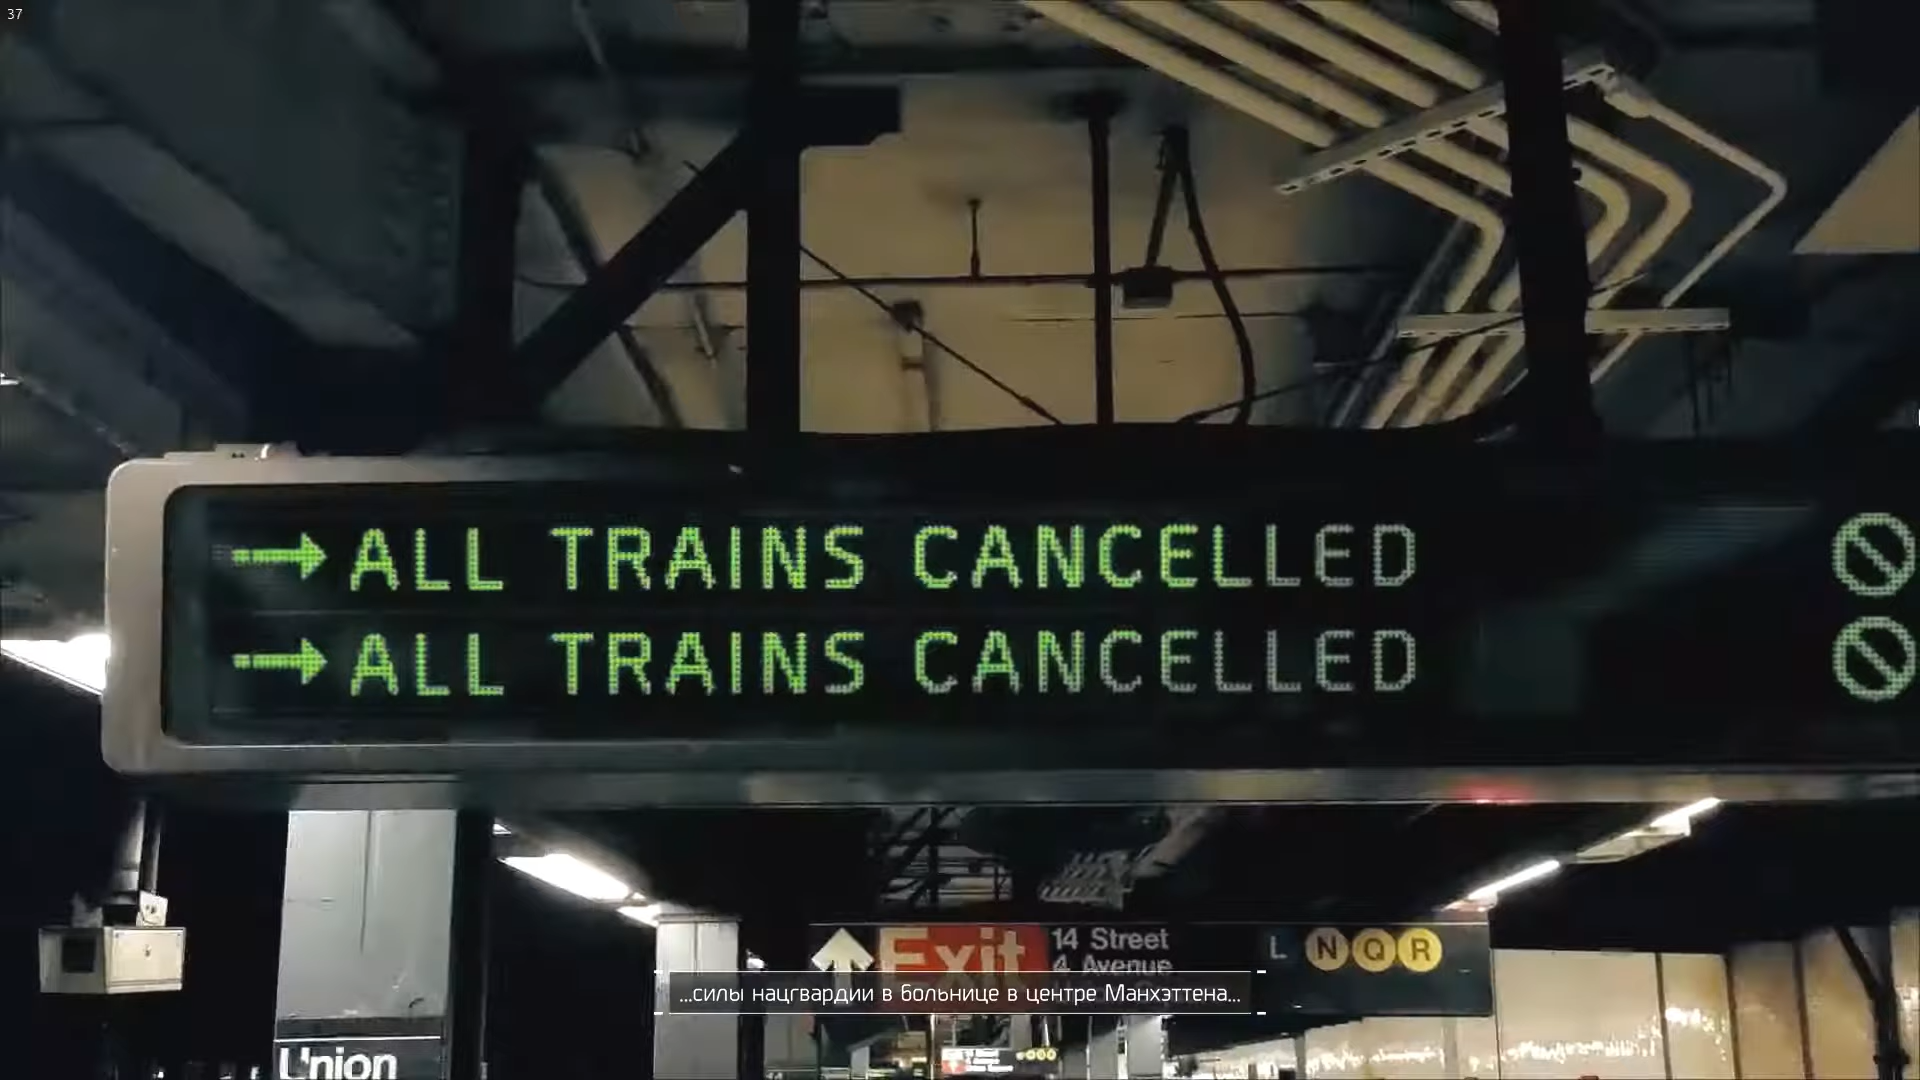 37
ALL TRAINS CANCELLED
ALL TRAINS CANCELLED
Exit
14 Street
4 Avenue
L N Q R
...силы нацгвардии в больнице в центре Манхэттена...
Union